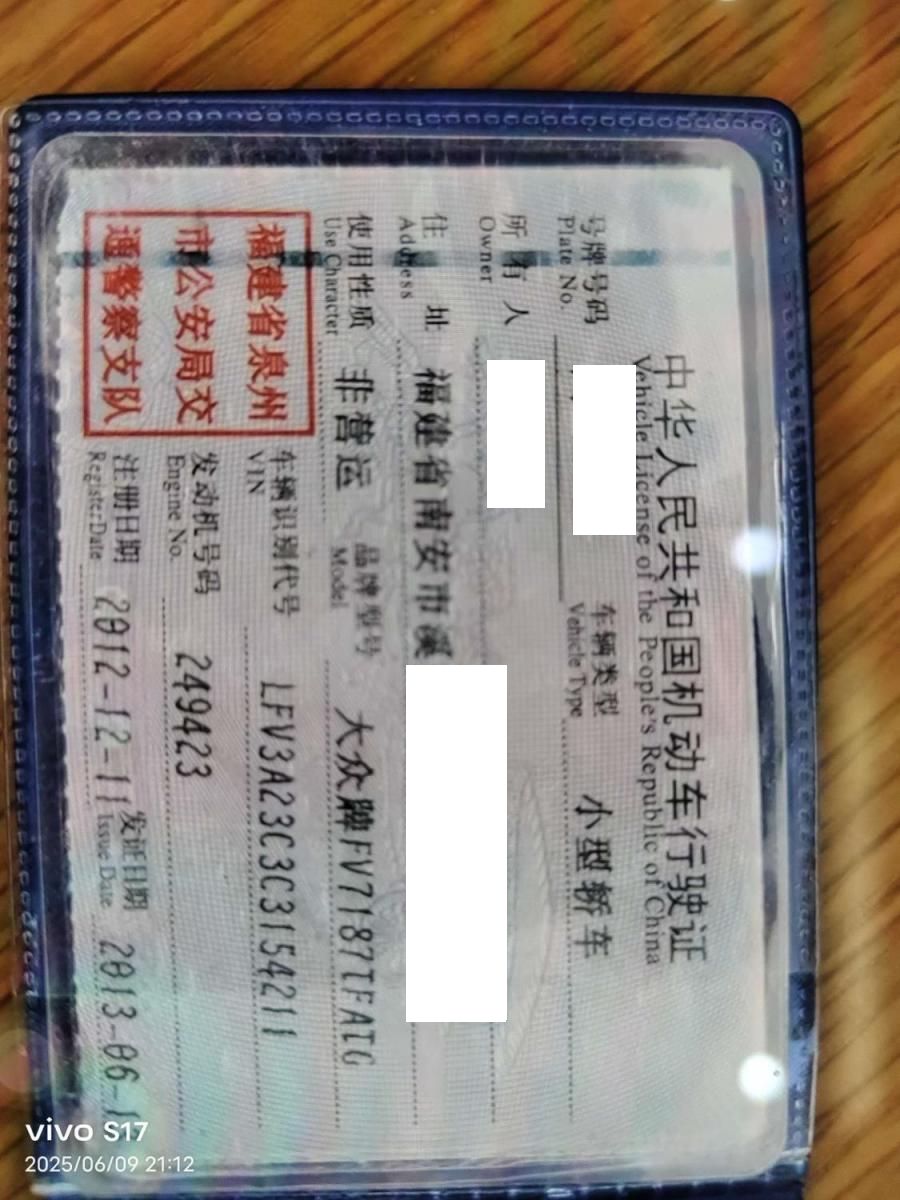 中华人民共和国机动车行驶证
Vehicle License of the People's Republic of China
号牌号码 车辆类型 小型轿车
Plate No. Vehicle Type
所有人
Owner
住址 福建省南安市溪
Address
使用性质 非营运 品牌型号 大众牌FV7187TFATG
Use Character Model
福建省泉州
市公安局交
通警察支队
车辆识别代号 LFV3A23C3C3154211
VIN
发动机号码 249423
Engine No.
注册日期 2012-12-11 发证日期 2013-06-
Register Date Issue Date
vivo S17
2025/06/09 21:12